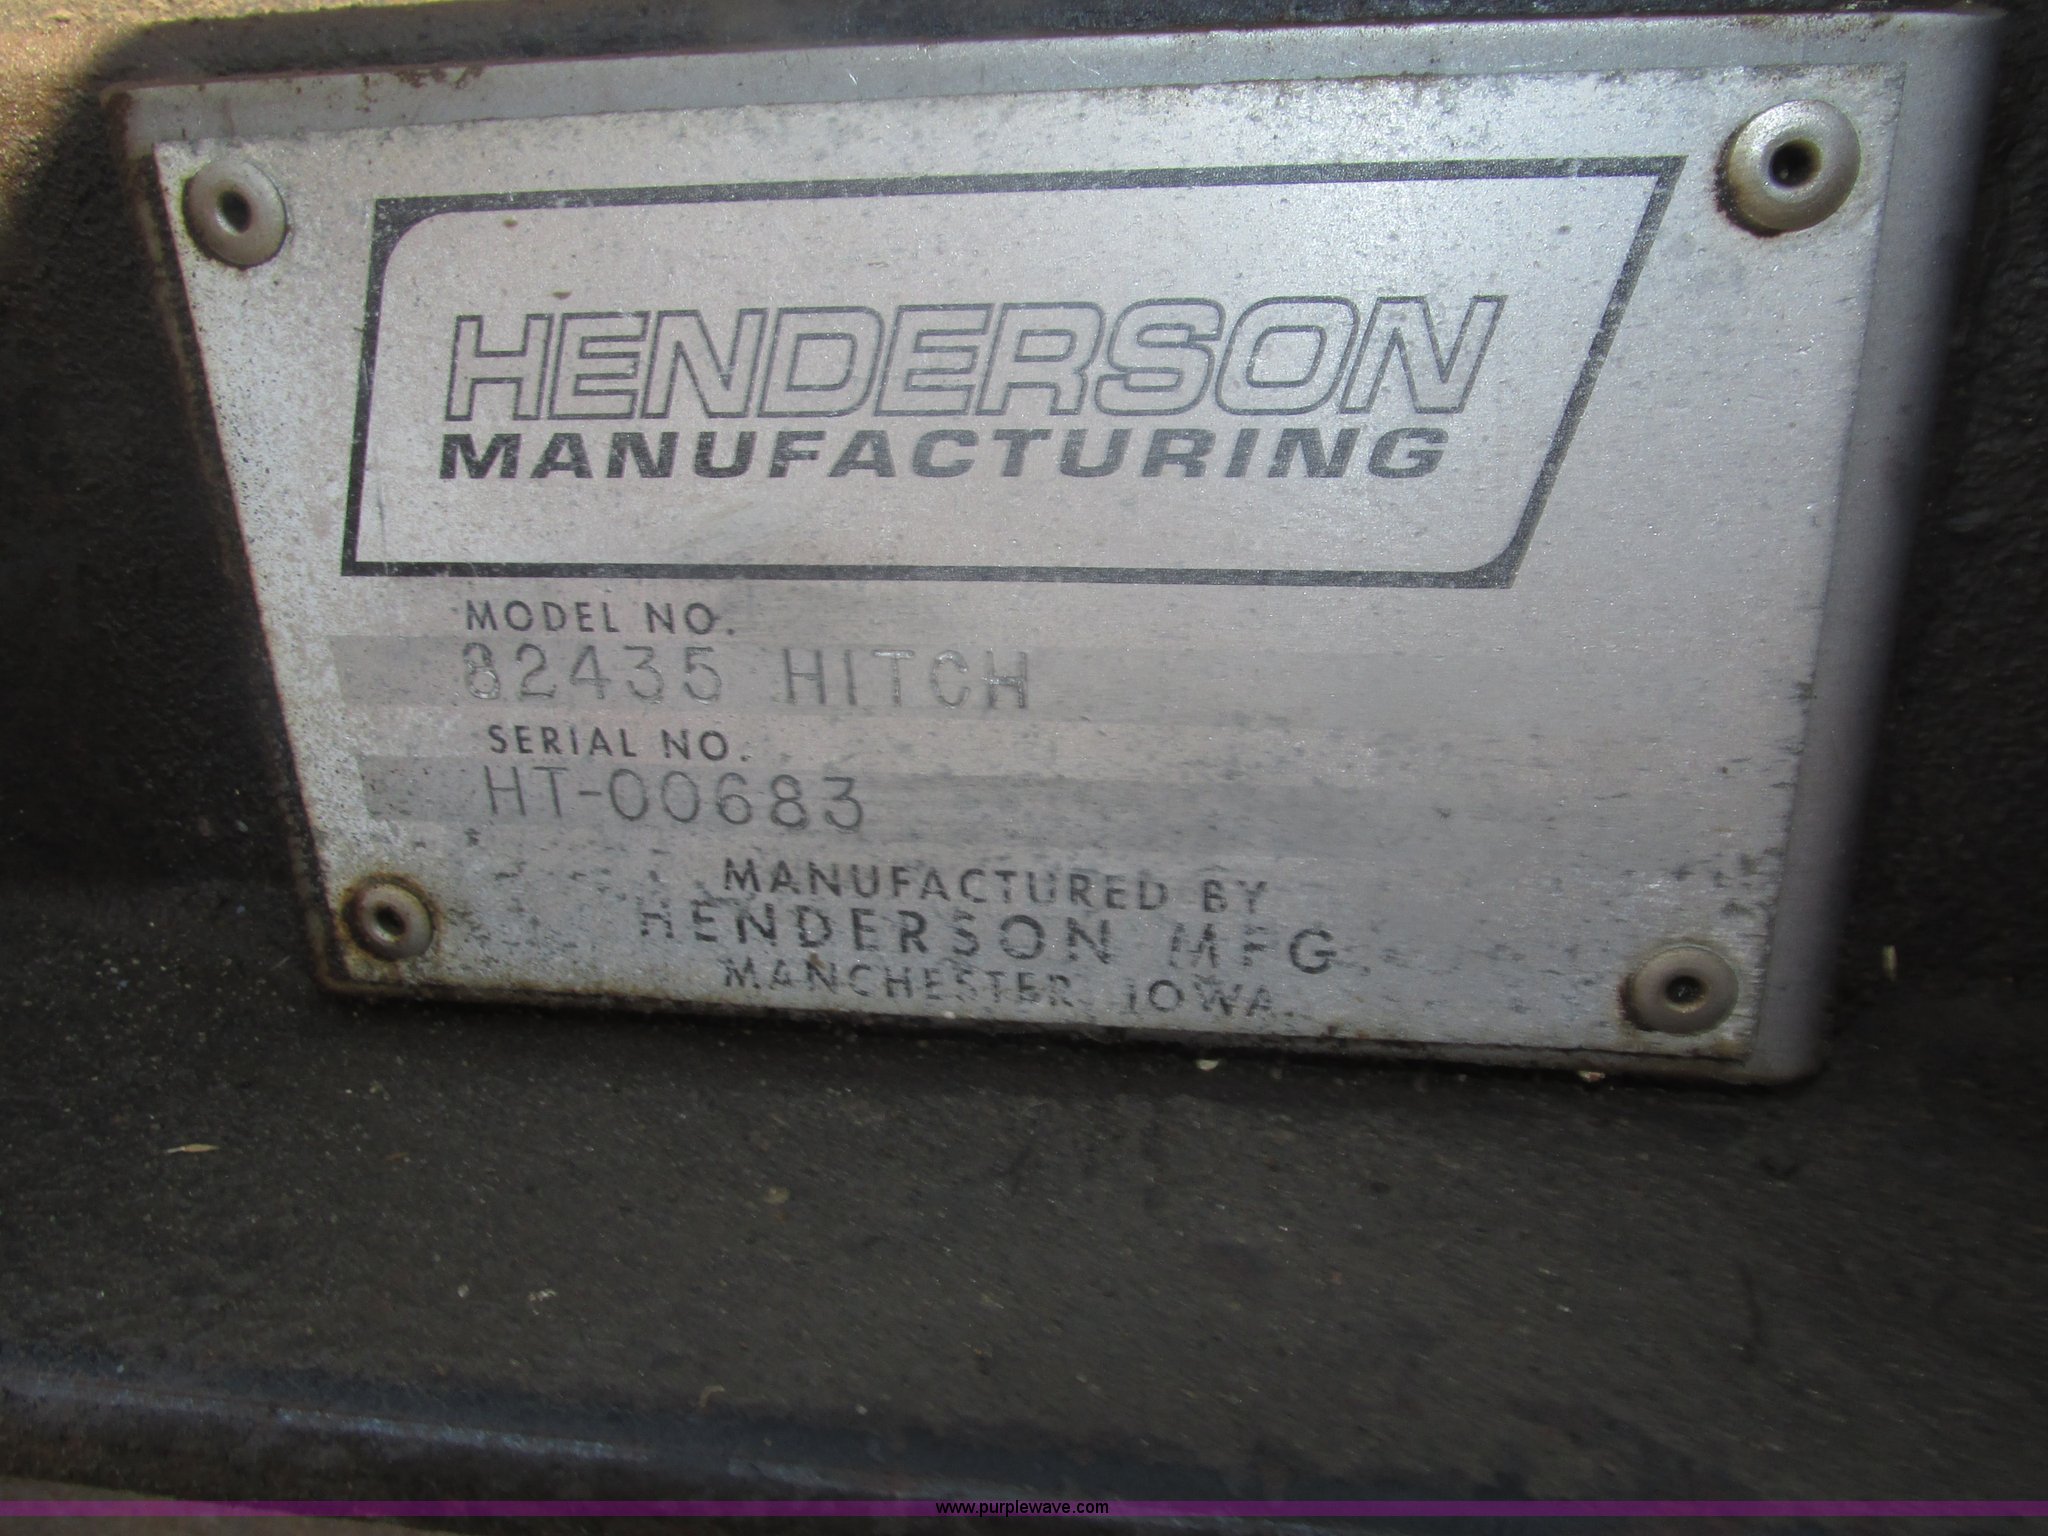 HENDERSON
MANUFACTURING
MODEL NO.
82435 HITCH
SERIAL NO.
HT-00683
MANUFACTURED BY
HENDERSON MFG.
MANCHESTER, IOWA.
www.purplewave.com